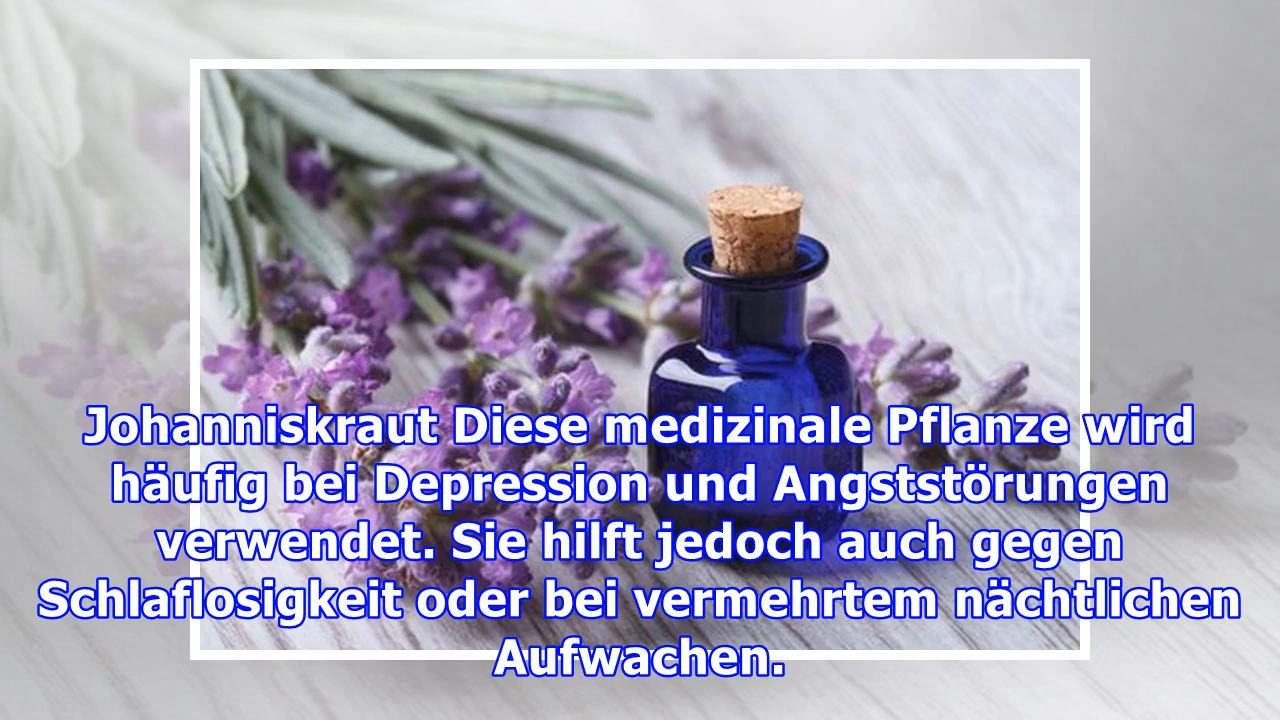 Johanniskraut Diese medizinale Pflanze wird
häufig bei Depression und Angststörungen
verwendet. Sie hilft jedoch auch gegen
Schlaflosigkeit oder bei vermehrtem nächtlichen
Aufwachen.